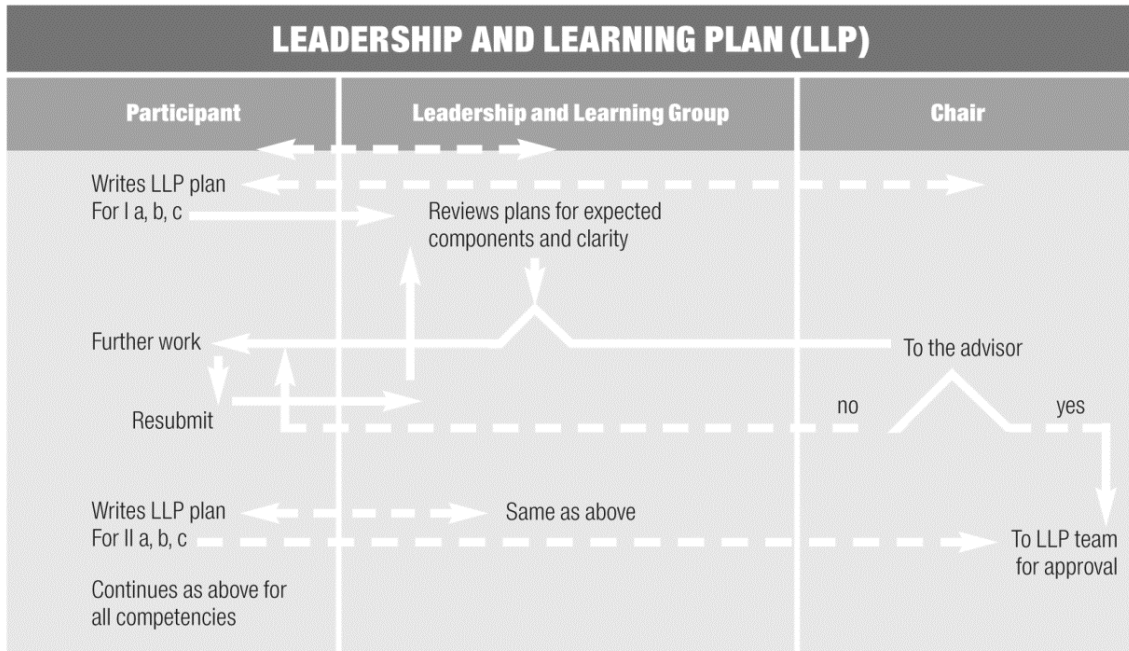 LEADERSHIP AND LEARNING PLAN (LLP)
Participant
Leadership and Learning Group
Chair
Writes LLP plan
For I a, b, c
Reviews plans for expected
components and clarity
Further work
To the advisor
Resubmit
no
yes
Writes LLP plan
For II a, b, c
Same as above
To LLP team
for approval
Continues as above for
all competencies